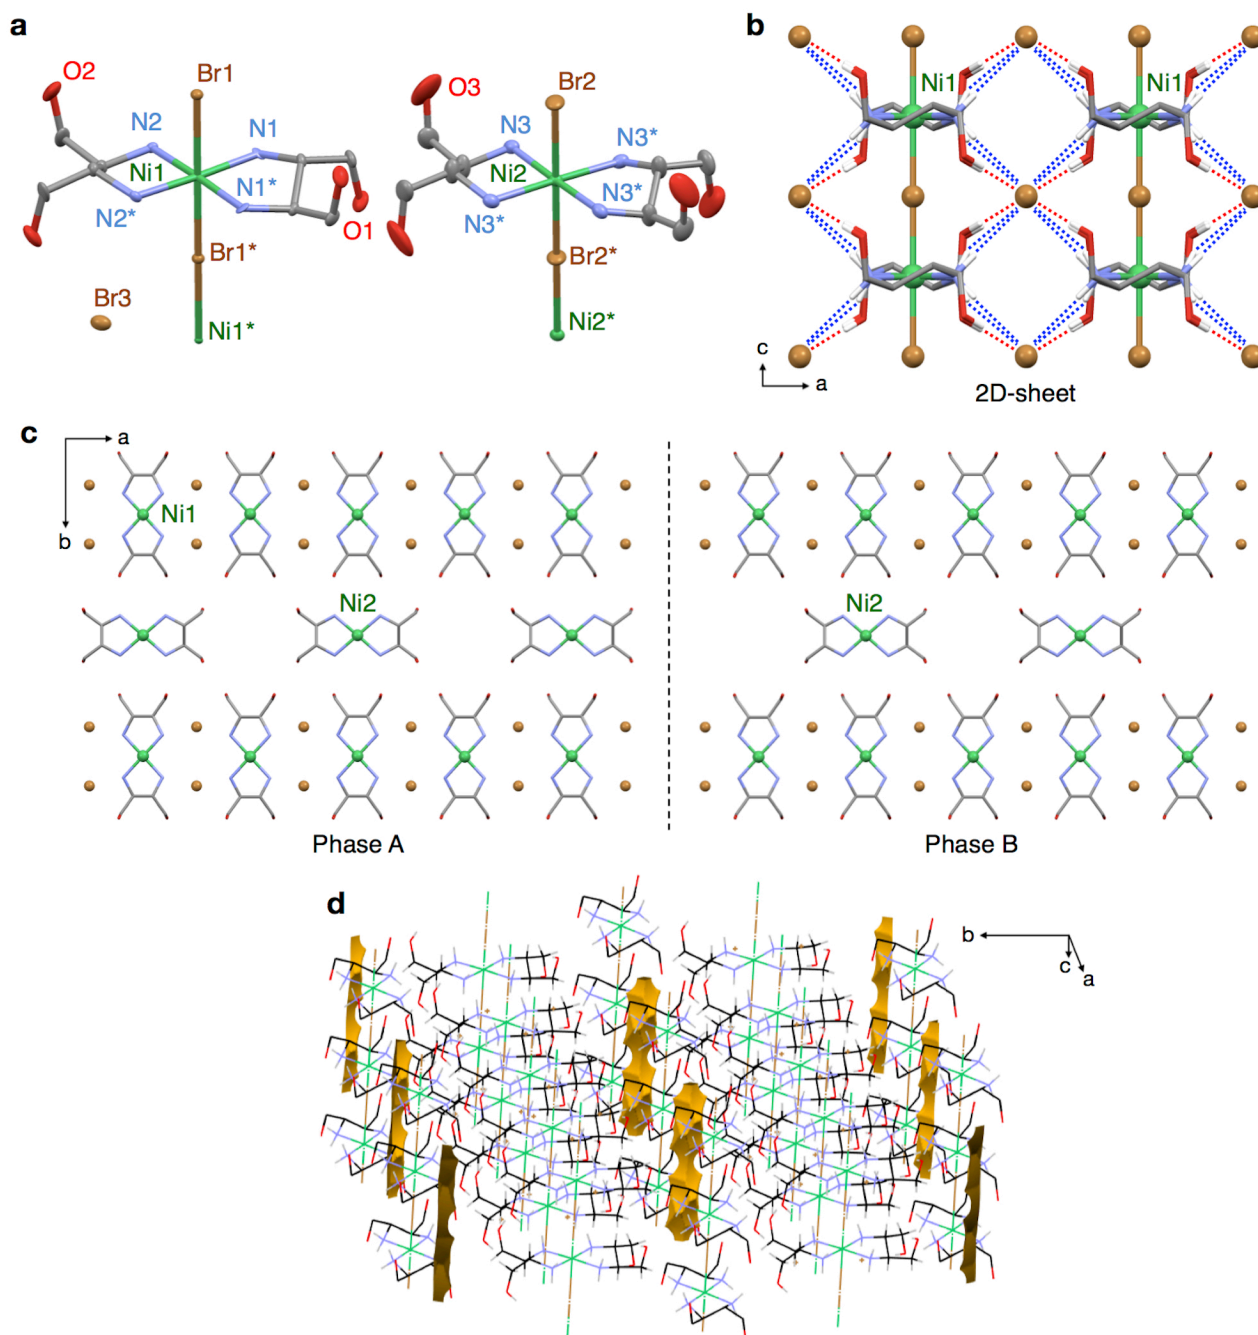 a
O2
Br1
N2
N1
Ni1
N1*
N2*
O1
Br1*
Br3
Ni1*
O3
Br2
N3
N3*
Ni2
N3*
N3*
Br2*
Ni2*
b
Ni1
Ni1
c
a
2D-sheet
c
a
b
Ni1
Ni2
Ni2
Phase A
Phase B
d
b
c
a